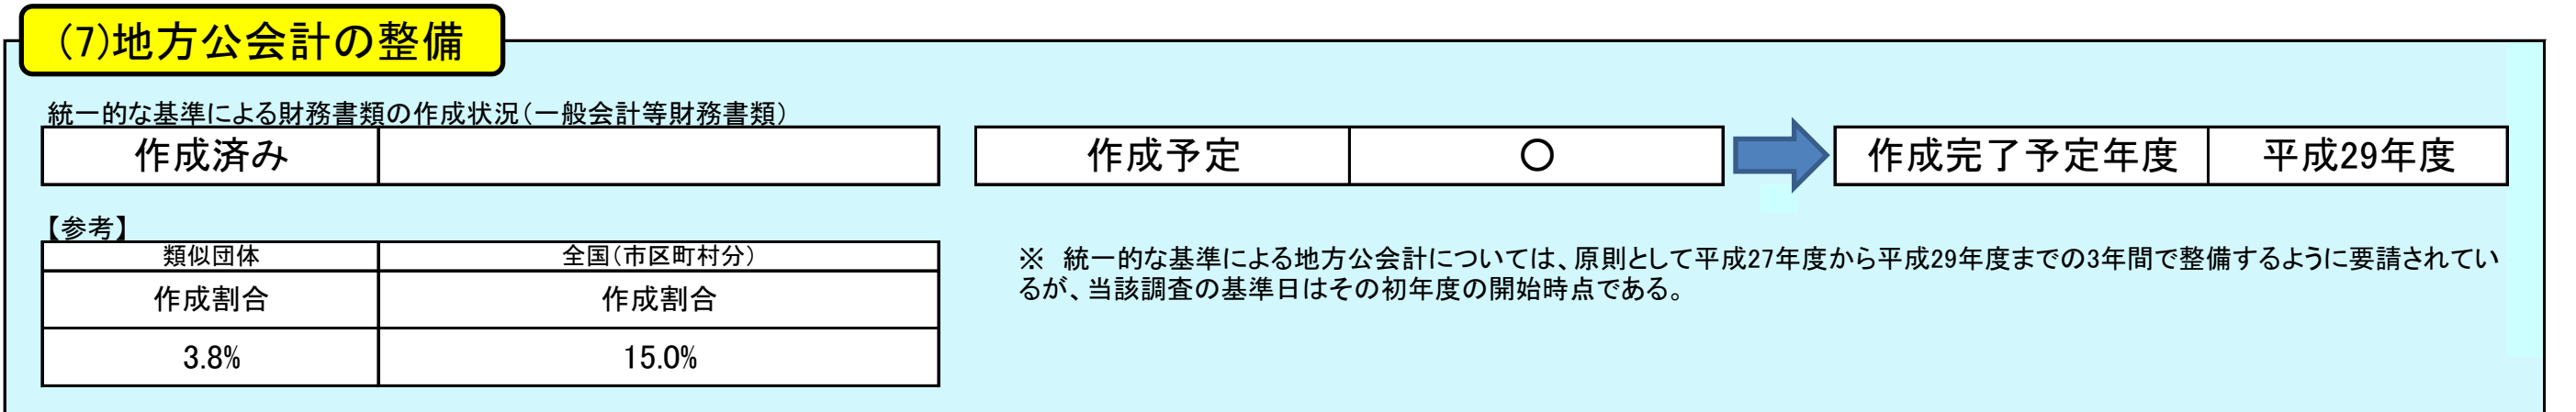 (7)地方公会計の整備
統一的な基準による財務書類の作成状況(一般会計等財務書類)
作成済み
作成予定 ○
作成完了予定年度 平成29年度
【参考】
類似団体 全国(市区町村分)
作成割合 作成割合
3.8% 15.0%
※ 統一的な基準による地方公会計については、原則として平成27年度から平成29年度までの3年間で整備するように要請されてい
るが、当該調査の基準日はその初年度の開始時点である。